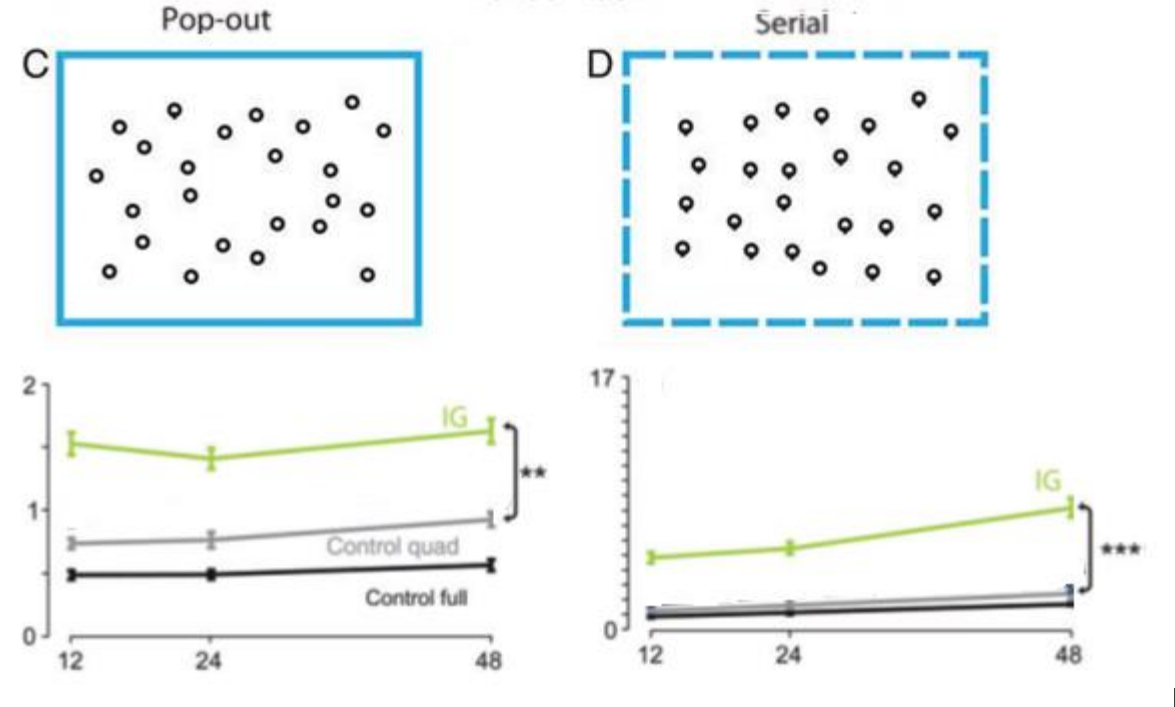 Pop-out
Serial
C
D
2
1
0
IG
**
Control quad
Control full
12
24
48
17
0
IG
***
12
24
48